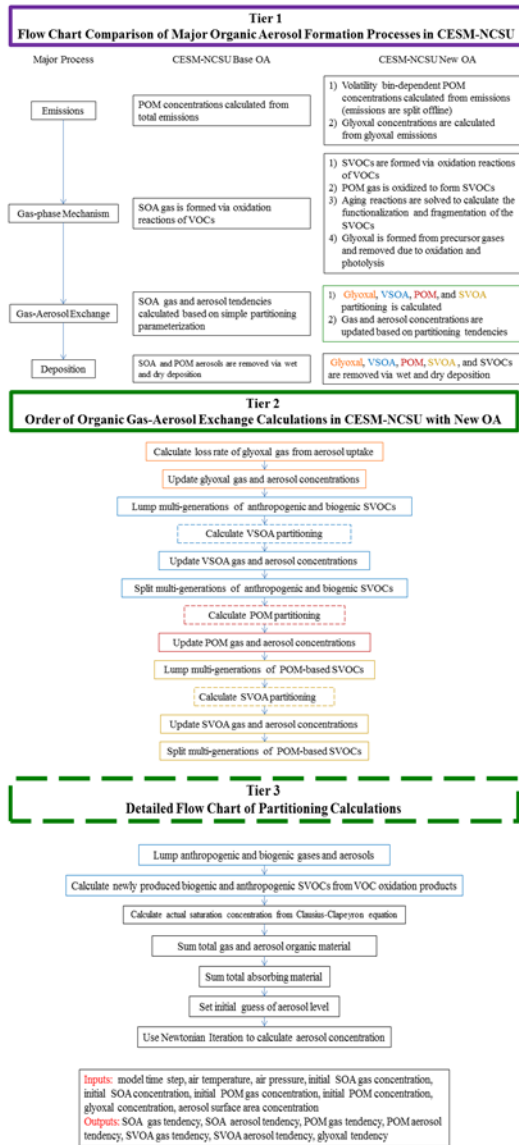 Tier 1
Flow Chart Comparison of Major Organic Aerosol Formation Processes in CESM-NCSU
Major Process
CESM-NCSU Base OA
CESM-NCSU New OA
Emissions
POM concentrations calculated from
total emissions
1) Volatility bin-dependent POM
concentrations calculated from emissions
(emissions are split offline)
2) Glyoxal concentrations are calculated
from glyoxal emissions
Gas-phase Mechanism
SOA gas is formed via oxidation
reactions of VOCs
1) SVOCs are formed via oxidation reactions
of VOCs
2) POM gas is oxidized to form SVOCs
3) Aging reactions are solved to calculate the
functionalization and fragmentation of the
SVOCs
4) Glyoxal is formed from precursor gases
and removed due to oxidation and
photolysis
Gas-Aerosol Exchange
SOA gas and aerosol tendencies
calculated based on simple partitioning
parameterization
1) Glyoxal, VSOA, POM, and SVOA
partitioning is calculated
2) Gas and aerosol concentrations are
updated based on partitioning tendencies
Deposition
SOA and POM aerosols are removed via wet
and dry deposition
Glyoxal, VSOA, POM, SVOA, and SVOCs
are removed via wet and dry deposition
Tier 2
Order of Organic Gas-Aerosol Exchange Calculations in CESM-NCSU with New OA
Calculate loss rate of glyoxal gas from aerosol uptake
Update glyoxal gas and aerosol concentrations
Lump multi-generations of anthropogenic and biogenic SVOCs
Calculate VSOA partitioning
Update VSOA gas and aerosol concentrations
Split multi-generations of anthropogenic and biogenic SVOCs
Calculate POM partitioning
Update POM gas and aerosol concentrations
Lump multi-generations of POM-based SVOCs
Calculate SVOA partitioning
Update SVOA gas and aerosol concentrations
Split multi-generations of POM-based SVOCs
Tier 3
Detailed Flow Chart of Partitioning Calculations
Lump anthropogenic and biogenic gases and aerosols
Calculate newly produced biogenic and anthropogenic SVOCs from VOC oxidation products
Calculate actual saturation concentration from Clausius-Clapeyron equation
Sum total gas and aerosol organic material
Sum total absorbing material
Set initial guess of aerosol level
Use Newtonian Iteration to calculate aerosol concentration
Inputs: model time step, air temperature, air pressure, initial SOA gas concentration,
initial SOA concentration, initial POM gas concentration, initial POM concentration,
glyoxal concentration, aerosol surface area concentration
Outputs: SOA gas tendency, SOA aerosol tendency, POM gas tendency, POM aerosol
tendency, SVOA gas tendency, SVOA aerosol tendency, glyoxal tendency